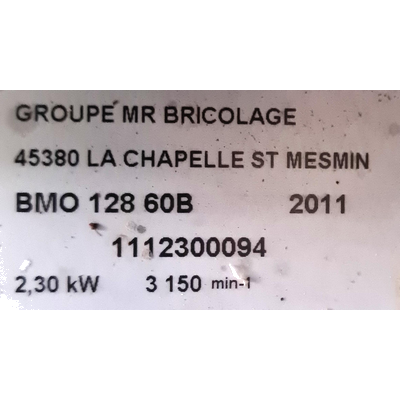 GROUPE MR BRICOLAGE
45380 LA CHAPELLE ST MESMIN
BMO 128 60B 2011
1112300094
2,30 kW 3 150 min-1